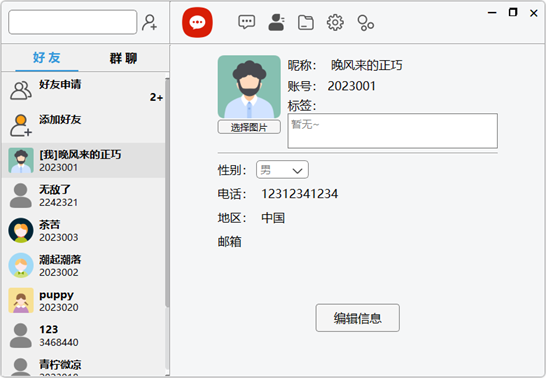 好友
群聊
好友申请
2+
添加好友
[我]晚风来的正巧
2023001
无敌了
2242321
茶苦
2023003
潮起潮落
2023002
puppy
2023020
123
3468440
青柠微凉
2023010
昵称： 晚风来的正巧
账号： 2023001
标签：
暂无~
选择图片
性别： 男
电话： 12312341234
地区： 中国
邮箱
编辑信息